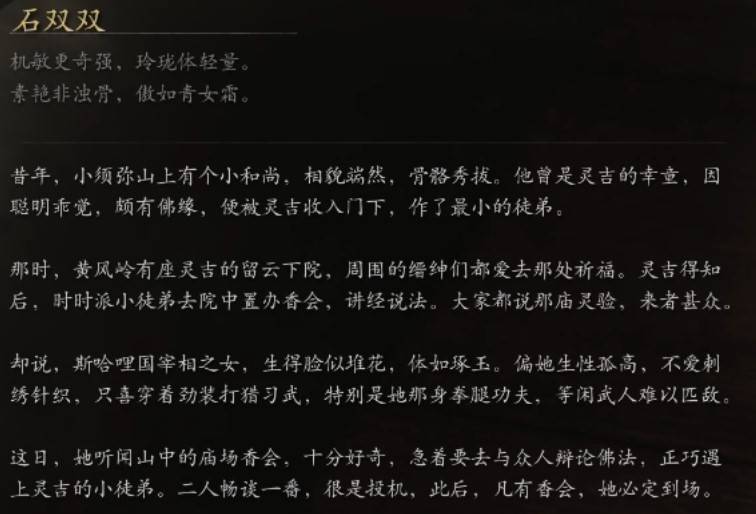 石双双
机敏更奇强，玲珑体轻量。
素艳非浊骨，傲如青女霜。
昔年，小须弥山上有个小和尚，相貌端然，骨骼秀拔。他曾是灵吉的幸童，因
聪明乖觉，颇有佛缘，便被灵吉收入门下，作了最小的徒弟。
那时，黄风岭有座灵吉的留云下院，周围的缙绅们都爱去那处祈福。灵吉得知
后，时时派小徒弟去院中置办香会，讲经说法。大家都说那庙灵验，来者甚众。
却说，斯哈哩国宰相之女，生得脸似堆花，体如琢玉。偏她生性孤高，不爱刺
绣针织，只喜穿着劲装打猎习武，特别是她那身拳腿功夫，等闲武人难以匹敌。
这日，她听闻山中的庙场香会，十分好奇，急着要去与众人辩论佛法，正巧遇
上灵吉的小徒弟。二人畅谈一番，很是投机，此后，凡有香会，她必定到场。